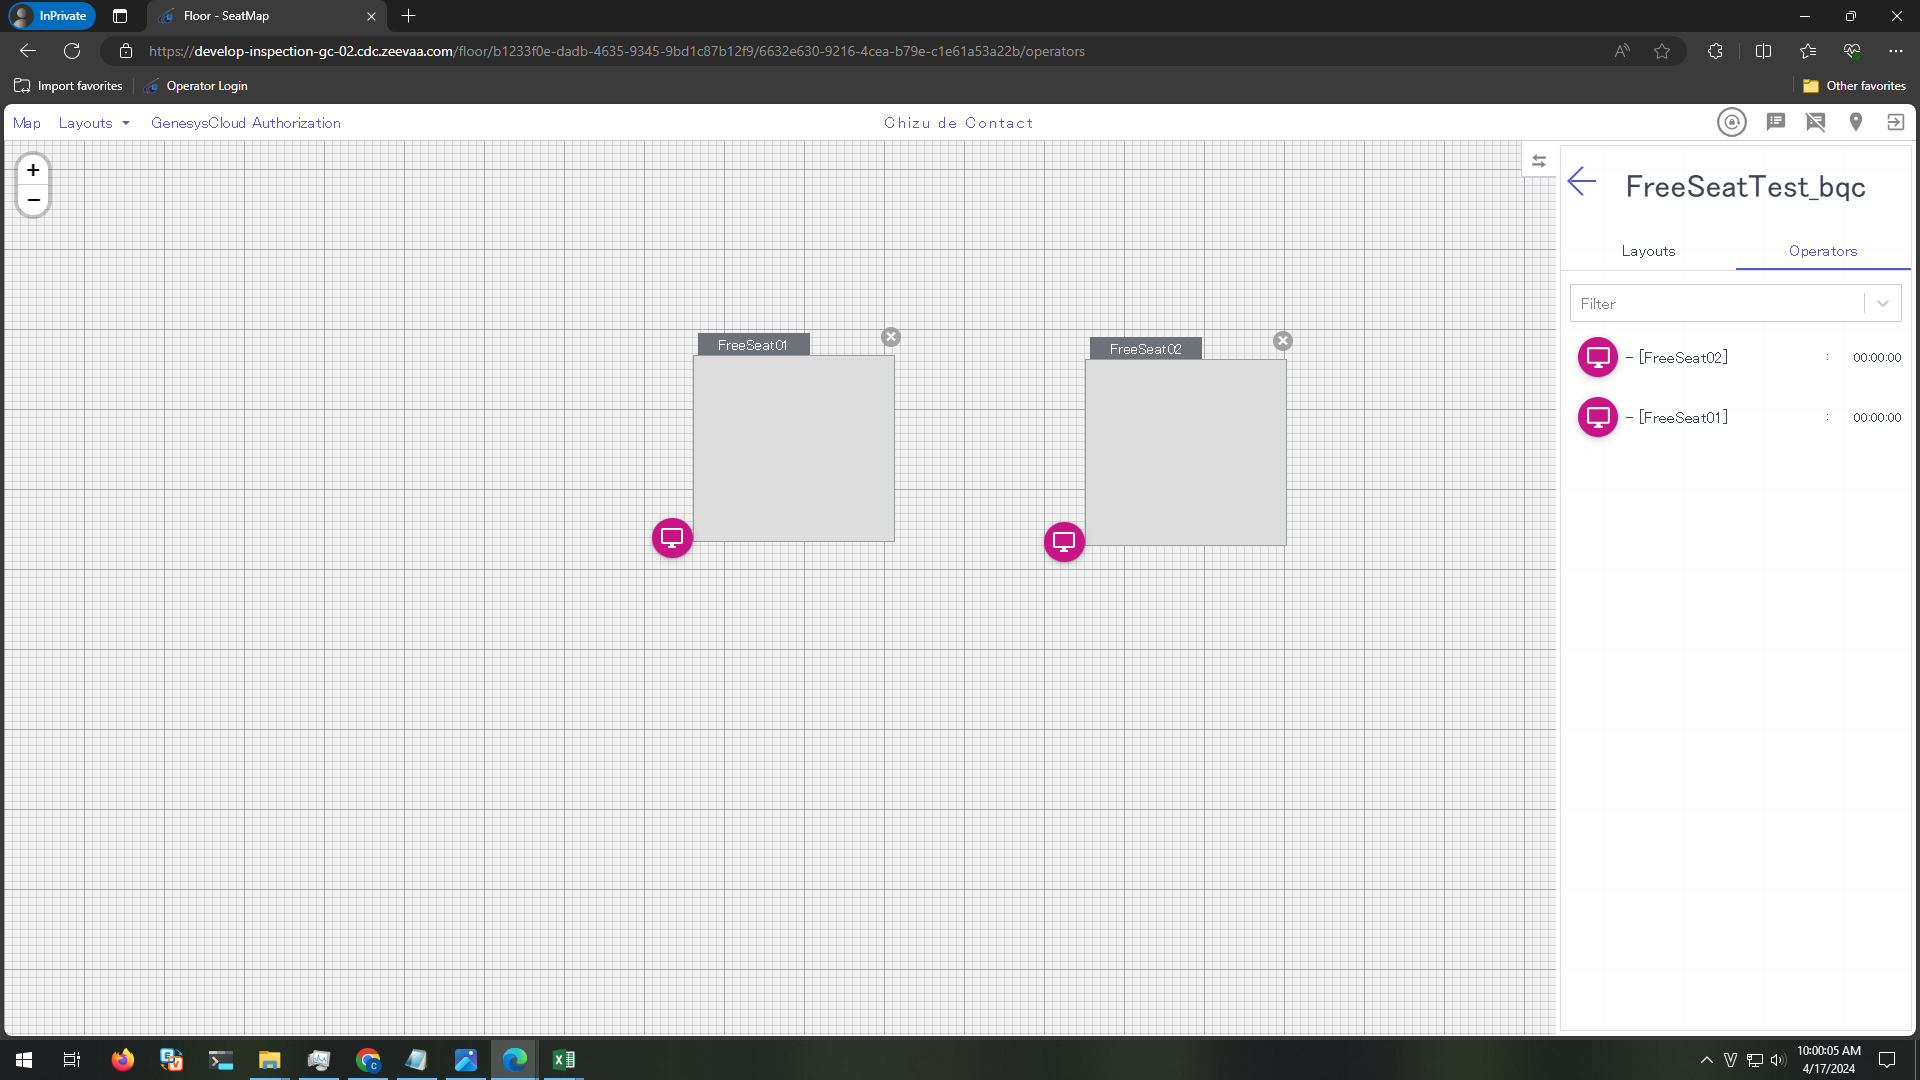 InPrivate
Floor - SeatMap
https://develop-inspection-gc-02.cdc.zeevaa.com/floor/b1233f0e-dadb-4635-9345-9bd1c87b12f9/6632e630-9216-4cea-b79e-c1e61a53a22b/operators
Import favorites
Operator Login
Other favorites
Map
Layouts
GenesysCloud Authorization
Chizu de Contact
+
−
FreeSeat01
FreeSeat02
FreeSeatTest_bqc
Layouts
Operators
Filter
- [FreeSeat02] : 00:00:00
- [FreeSeat01] : 00:00:00
10:00:05 AM
4/17/2024